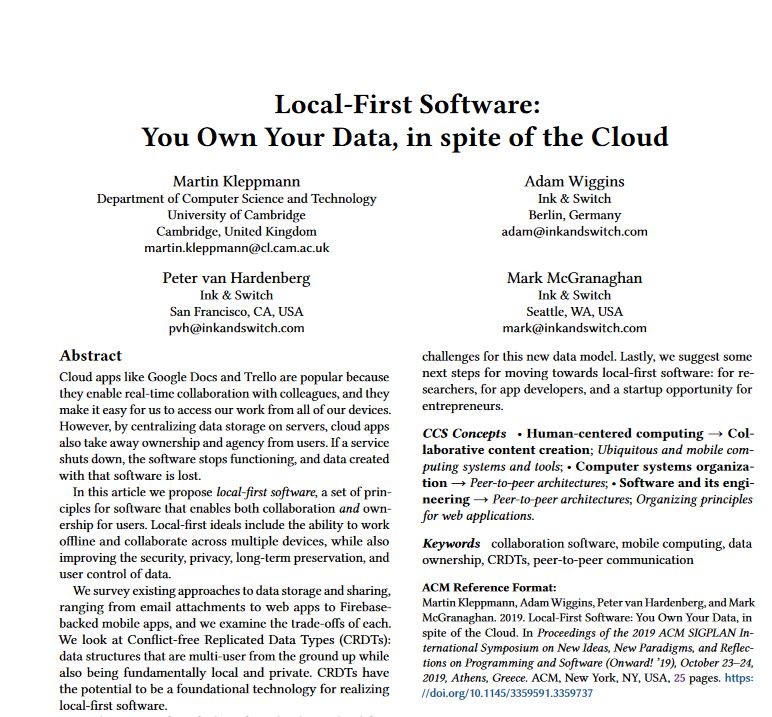 Local-First Software:
You Own Your Data, in spite of the Cloud
Martin Kleppmann
Department of Computer Science and Technology
University of Cambridge
Cambridge, United Kingdom
martin.kleppmann@cl.cam.ac.uk
Adam Wiggins
Ink & Switch
Berlin, Germany
adam@inkandswitch.com
Peter van Hardenberg
Ink & Switch
San Francisco, CA, USA
pvh@inkandswitch.com
Mark McGranaghan
Ink & Switch
Seattle, WA, USA
mark@inkandswitch.com
Abstract
Cloud apps like Google Docs and Trello are popular because
they enable real-time collaboration with colleagues, and they
make it easy for us to access our work from all of our devices.
However, by centralizing data storage on servers, cloud apps
also take away ownership and agency from users. If a service
shuts down, the software stops functioning, and data created
with that software is lost.
In this article we propose local-first software, a set of prin-
ciples for software that enables both collaboration and own-
ership for users. Local-first ideals include the ability to work
offline and collaborate across multiple devices, while also
improving the security, privacy, long-term preservation, and
user control of data.
We survey existing approaches to data storage and sharing,
ranging from email attachments to web apps to Firebase-
backed mobile apps, and we examine the trade-offs of each.
We look at Conflict-free Replicated Data Types (CRDTs):
data structures that are multi-user from the ground up while
also being fundamentally local and private. CRDTs have
the potential to be a foundational technology for realizing
local-first software.
challenges for this new data model. Lastly, we suggest some
next steps for moving towards local-first software: for re-
searchers, for app developers, and a startup opportunity for
entrepreneurs.
CCS Concepts • Human-centered computing → Col-
laborative content creation; Ubiquitous and mobile com-
puting systems and tools; • Computer systems organiza-
tion → Peer-to-peer architectures; • Software and its engi-
neering → Peer-to-peer architectures; Organizing principles
for web applications.
Keywords collaboration software, mobile computing, data
ownership, CRDTs, peer-to-peer communication
ACM Reference Format:
Martin Kleppmann, Adam Wiggins, Peter van Hardenberg, and Mark
McGranaghan. 2019. Local-First Software: You Own Your Data, in
spite of the Cloud. In Proceedings of the 2019 ACM SIGPLAN In-
ternational Symposium on New Ideas, New Paradigms, and Reflec-
tions on Programming and Software (Onward! '19), October 23–24,
2019, Athens, Greece. ACM, New York, NY, USA, 25 pages. https:
//doi.org/10.1145/3359591.3359737